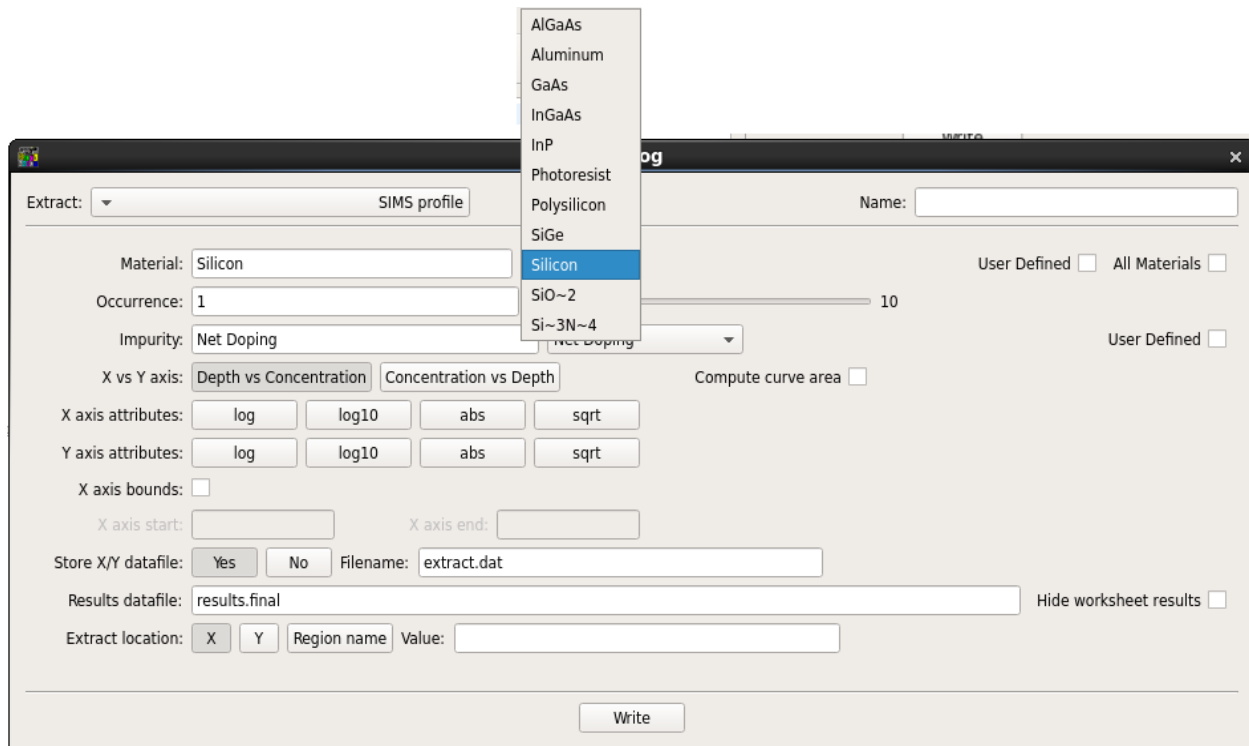 AlGaAs
Aluminum
GaAs
InGaAs
InP
Photoresist
Polysilicon
SiGe
Silicon
SiO~2
Si~3N~4
Write
og ×
Extract: SIMS profile Name:
Material: Silicon User Defined All Materials
Occurrence: 1 10
Impurity: Net Doping Net Doping User Defined
X vs Y axis: Depth vs Concentration Concentration vs Depth Compute curve area
X axis attributes: log log10 abs sqrt
Y axis attributes: log log10 abs sqrt
X axis bounds:
X axis start: X axis end:
Store X/Y datafile: Yes No Filename: extract.dat
Results datafile: results.final Hide worksheet results
Extract location: X Y Region name Value:
Write